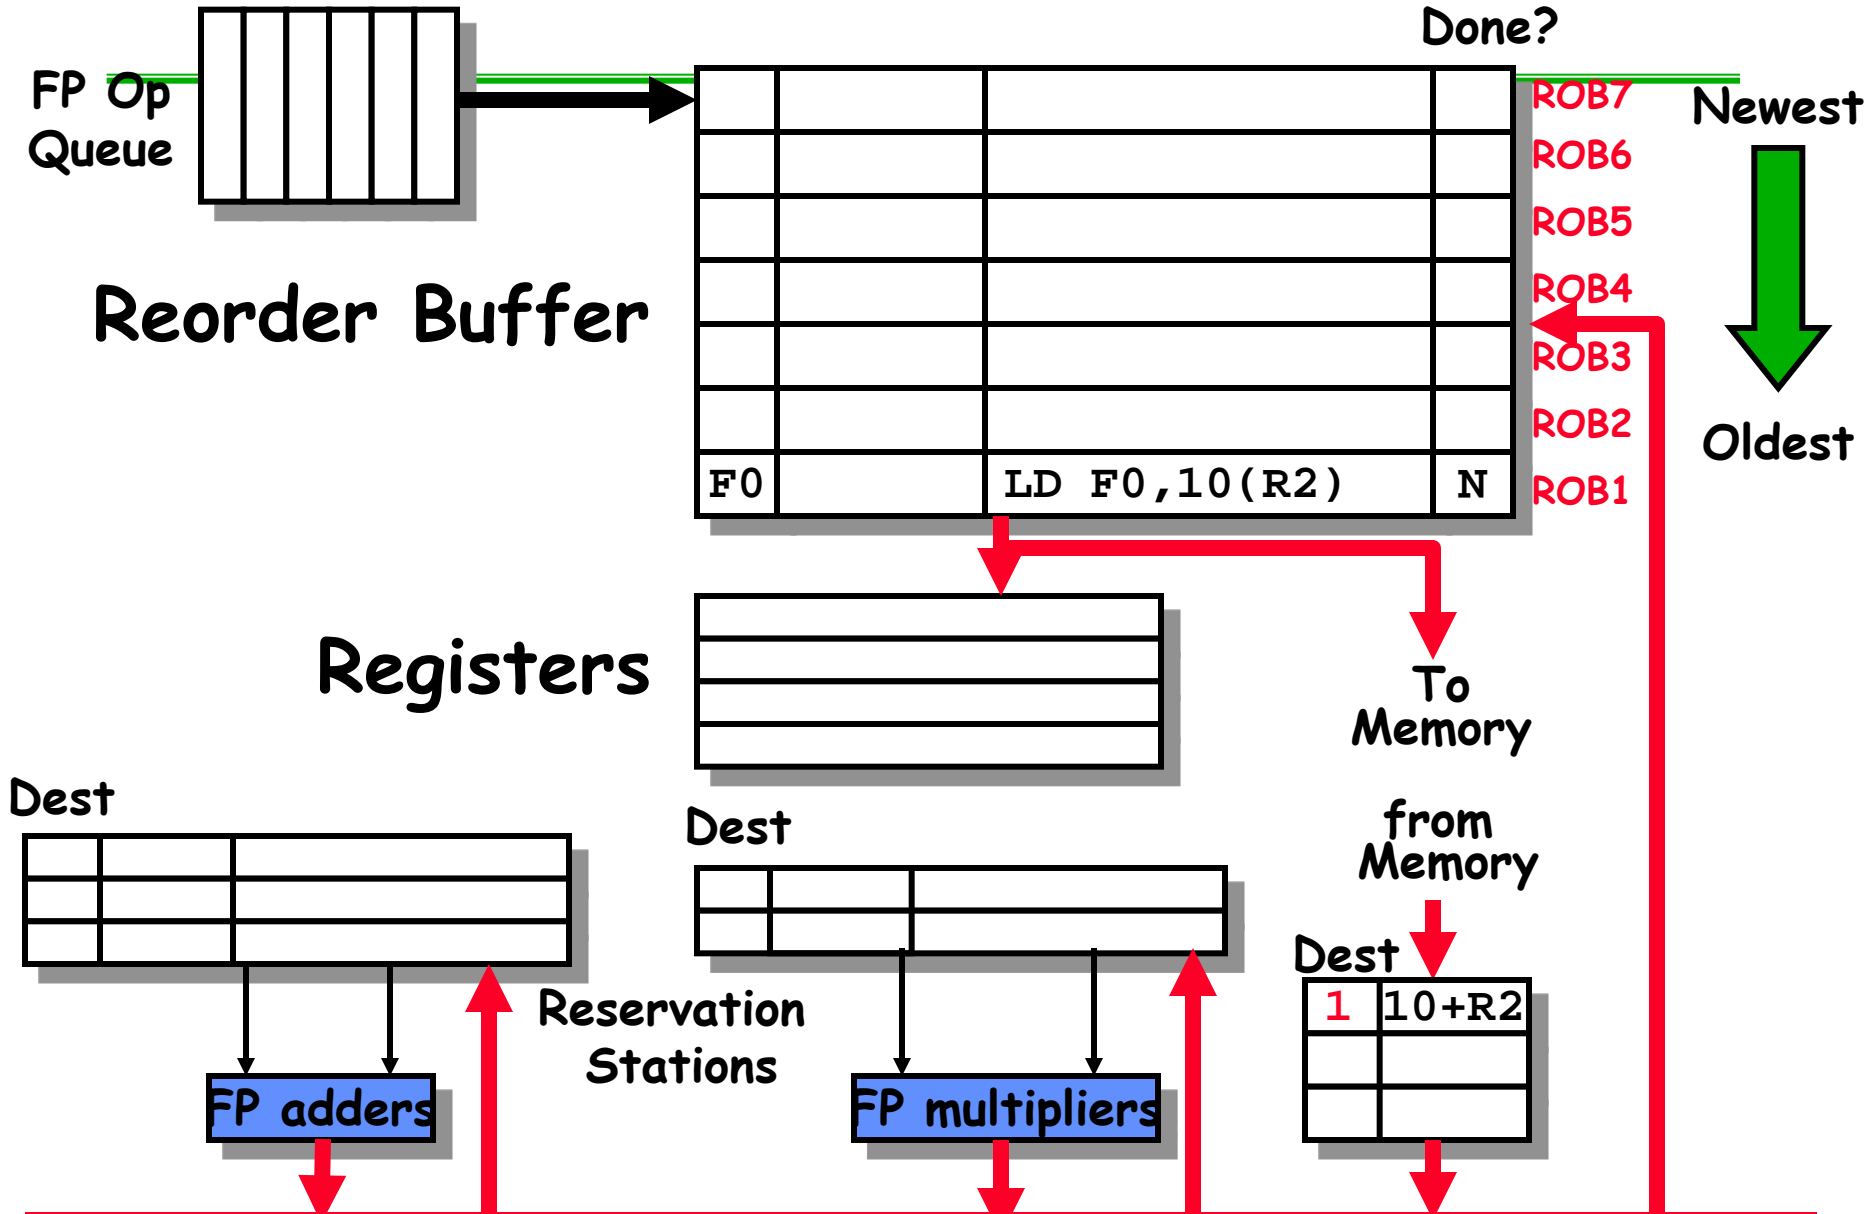 Done?
FP Op
Queue
ROB7
Newest
ROB6
ROB5
Reorder Buffer
ROB4
ROB3
ROB2
Oldest
F0 LD F0,10(R2) N ROB1
Registers
To
Memory
Dest
Dest
from
Memory
Dest
1 10+R2
Reservation
Stations
FP adders
FP multipliers